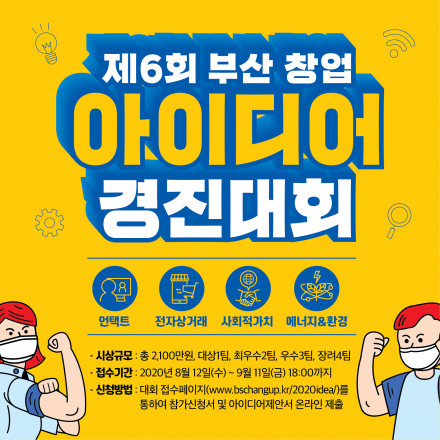 제6회 부산 창업
아이디어
경진대회
언택트 전자상거래 사회적가치 에너지&환경
· 시상규모 : 총 2,100만원, 대상1팀, 최우수2팀, 우수3팀, 장려4팀
· 접수기간 : 2020년 8월 12일(수) ~ 9월 11일(금) 18:00까지
· 신청방법 : 대회 접수페이지(www.bschangup.kr/2020idea/)를
통하여 참가신청서 및 아이디어제안서 온라인 제출